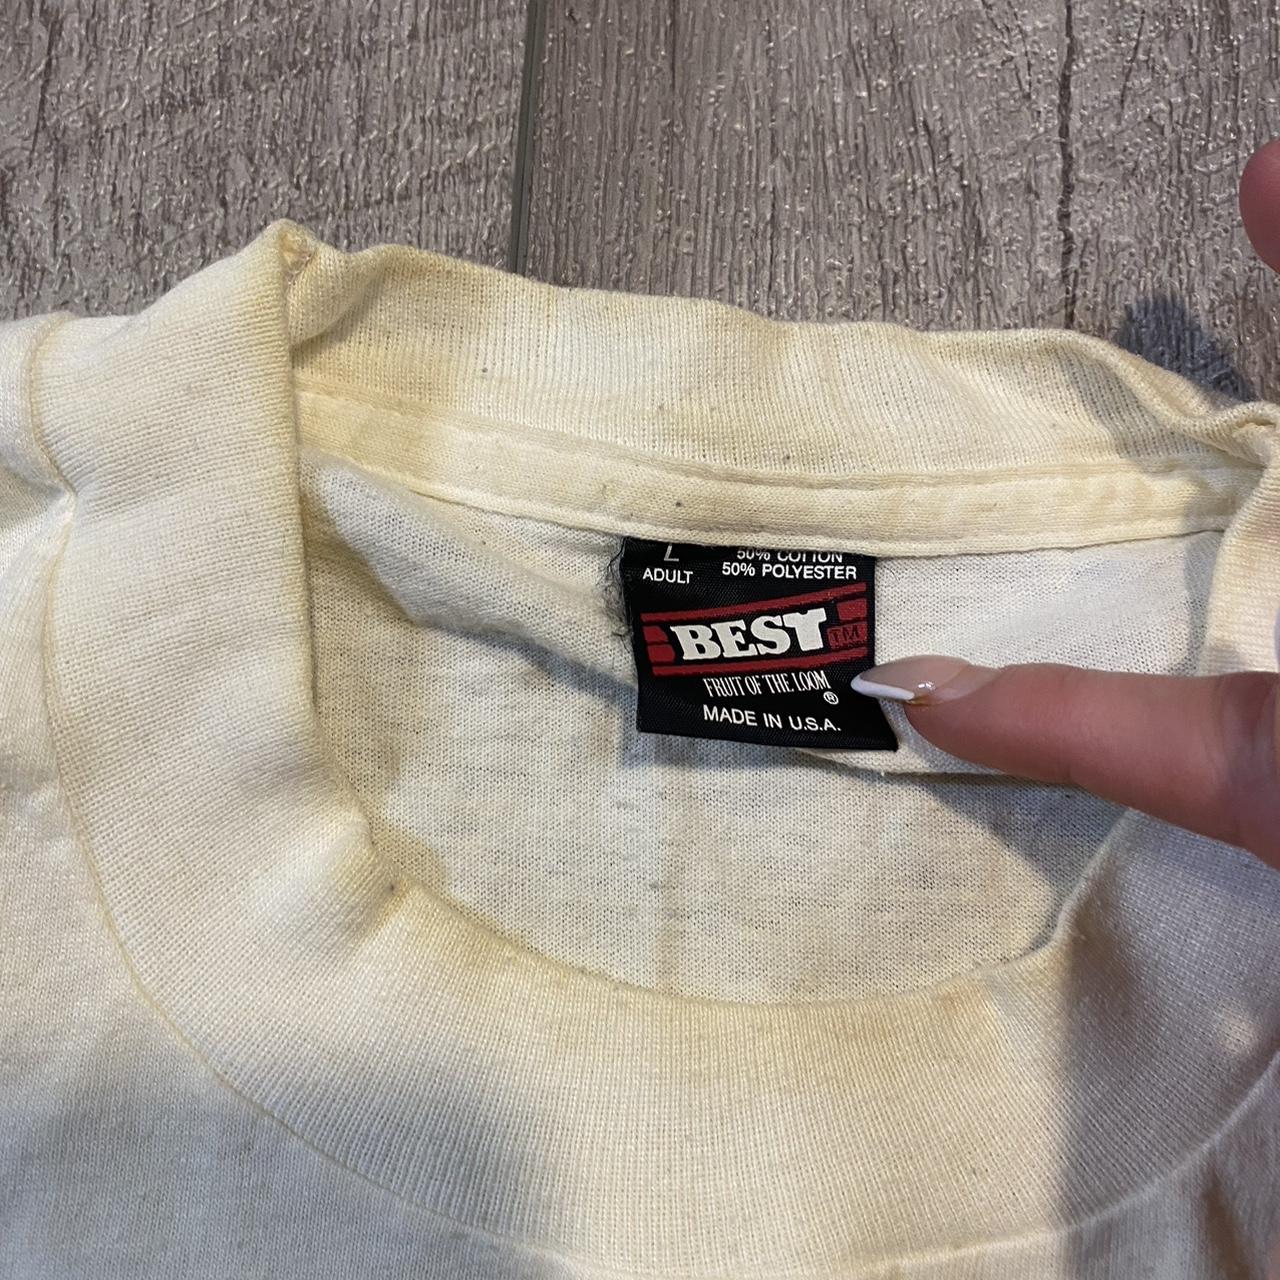 L
50% COTTON
ADULT
50% POLYESTER
BEST TM
FRUIT OF THE LOOM
®
MADE IN U.S.A.